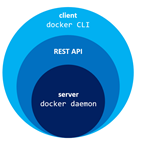 client
docker CLI
REST API
server
docker daemon